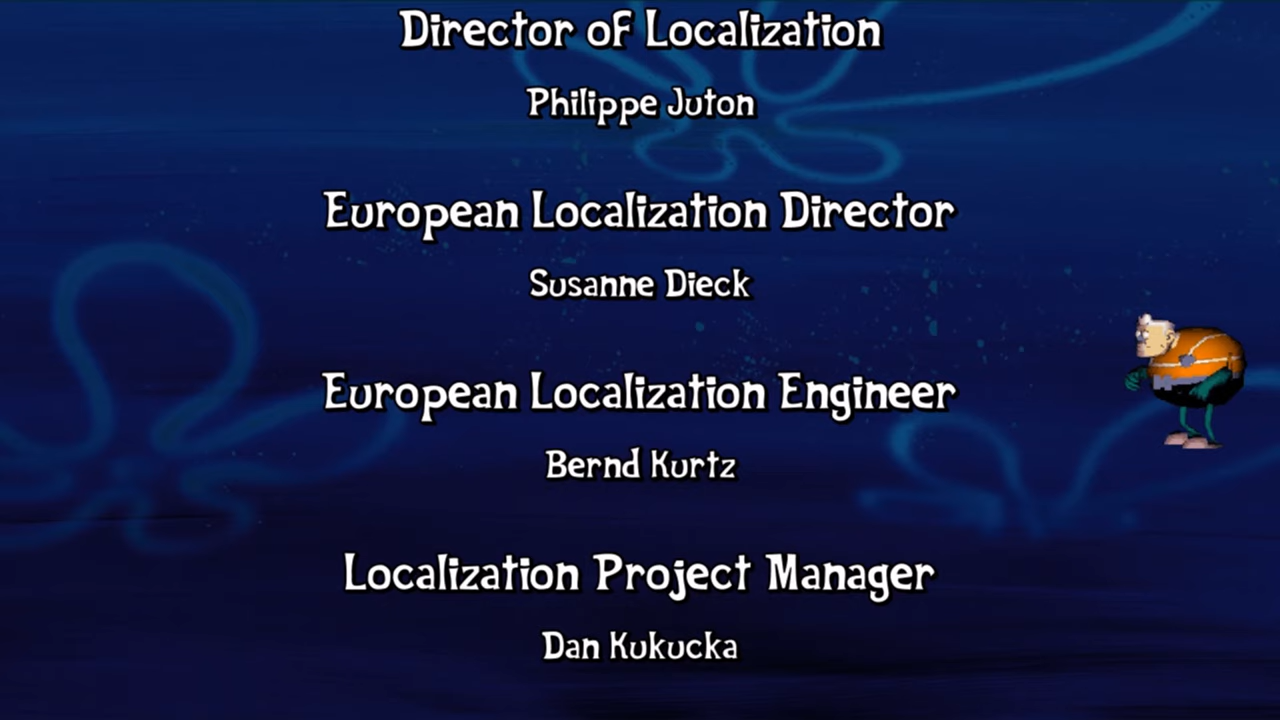 Director of Localization
Philippe Juton
European Localization Director
Susanne Dieck
European Localization Engineer
Bernd Kurtz
Localization Project Manager
Dan Kukucka